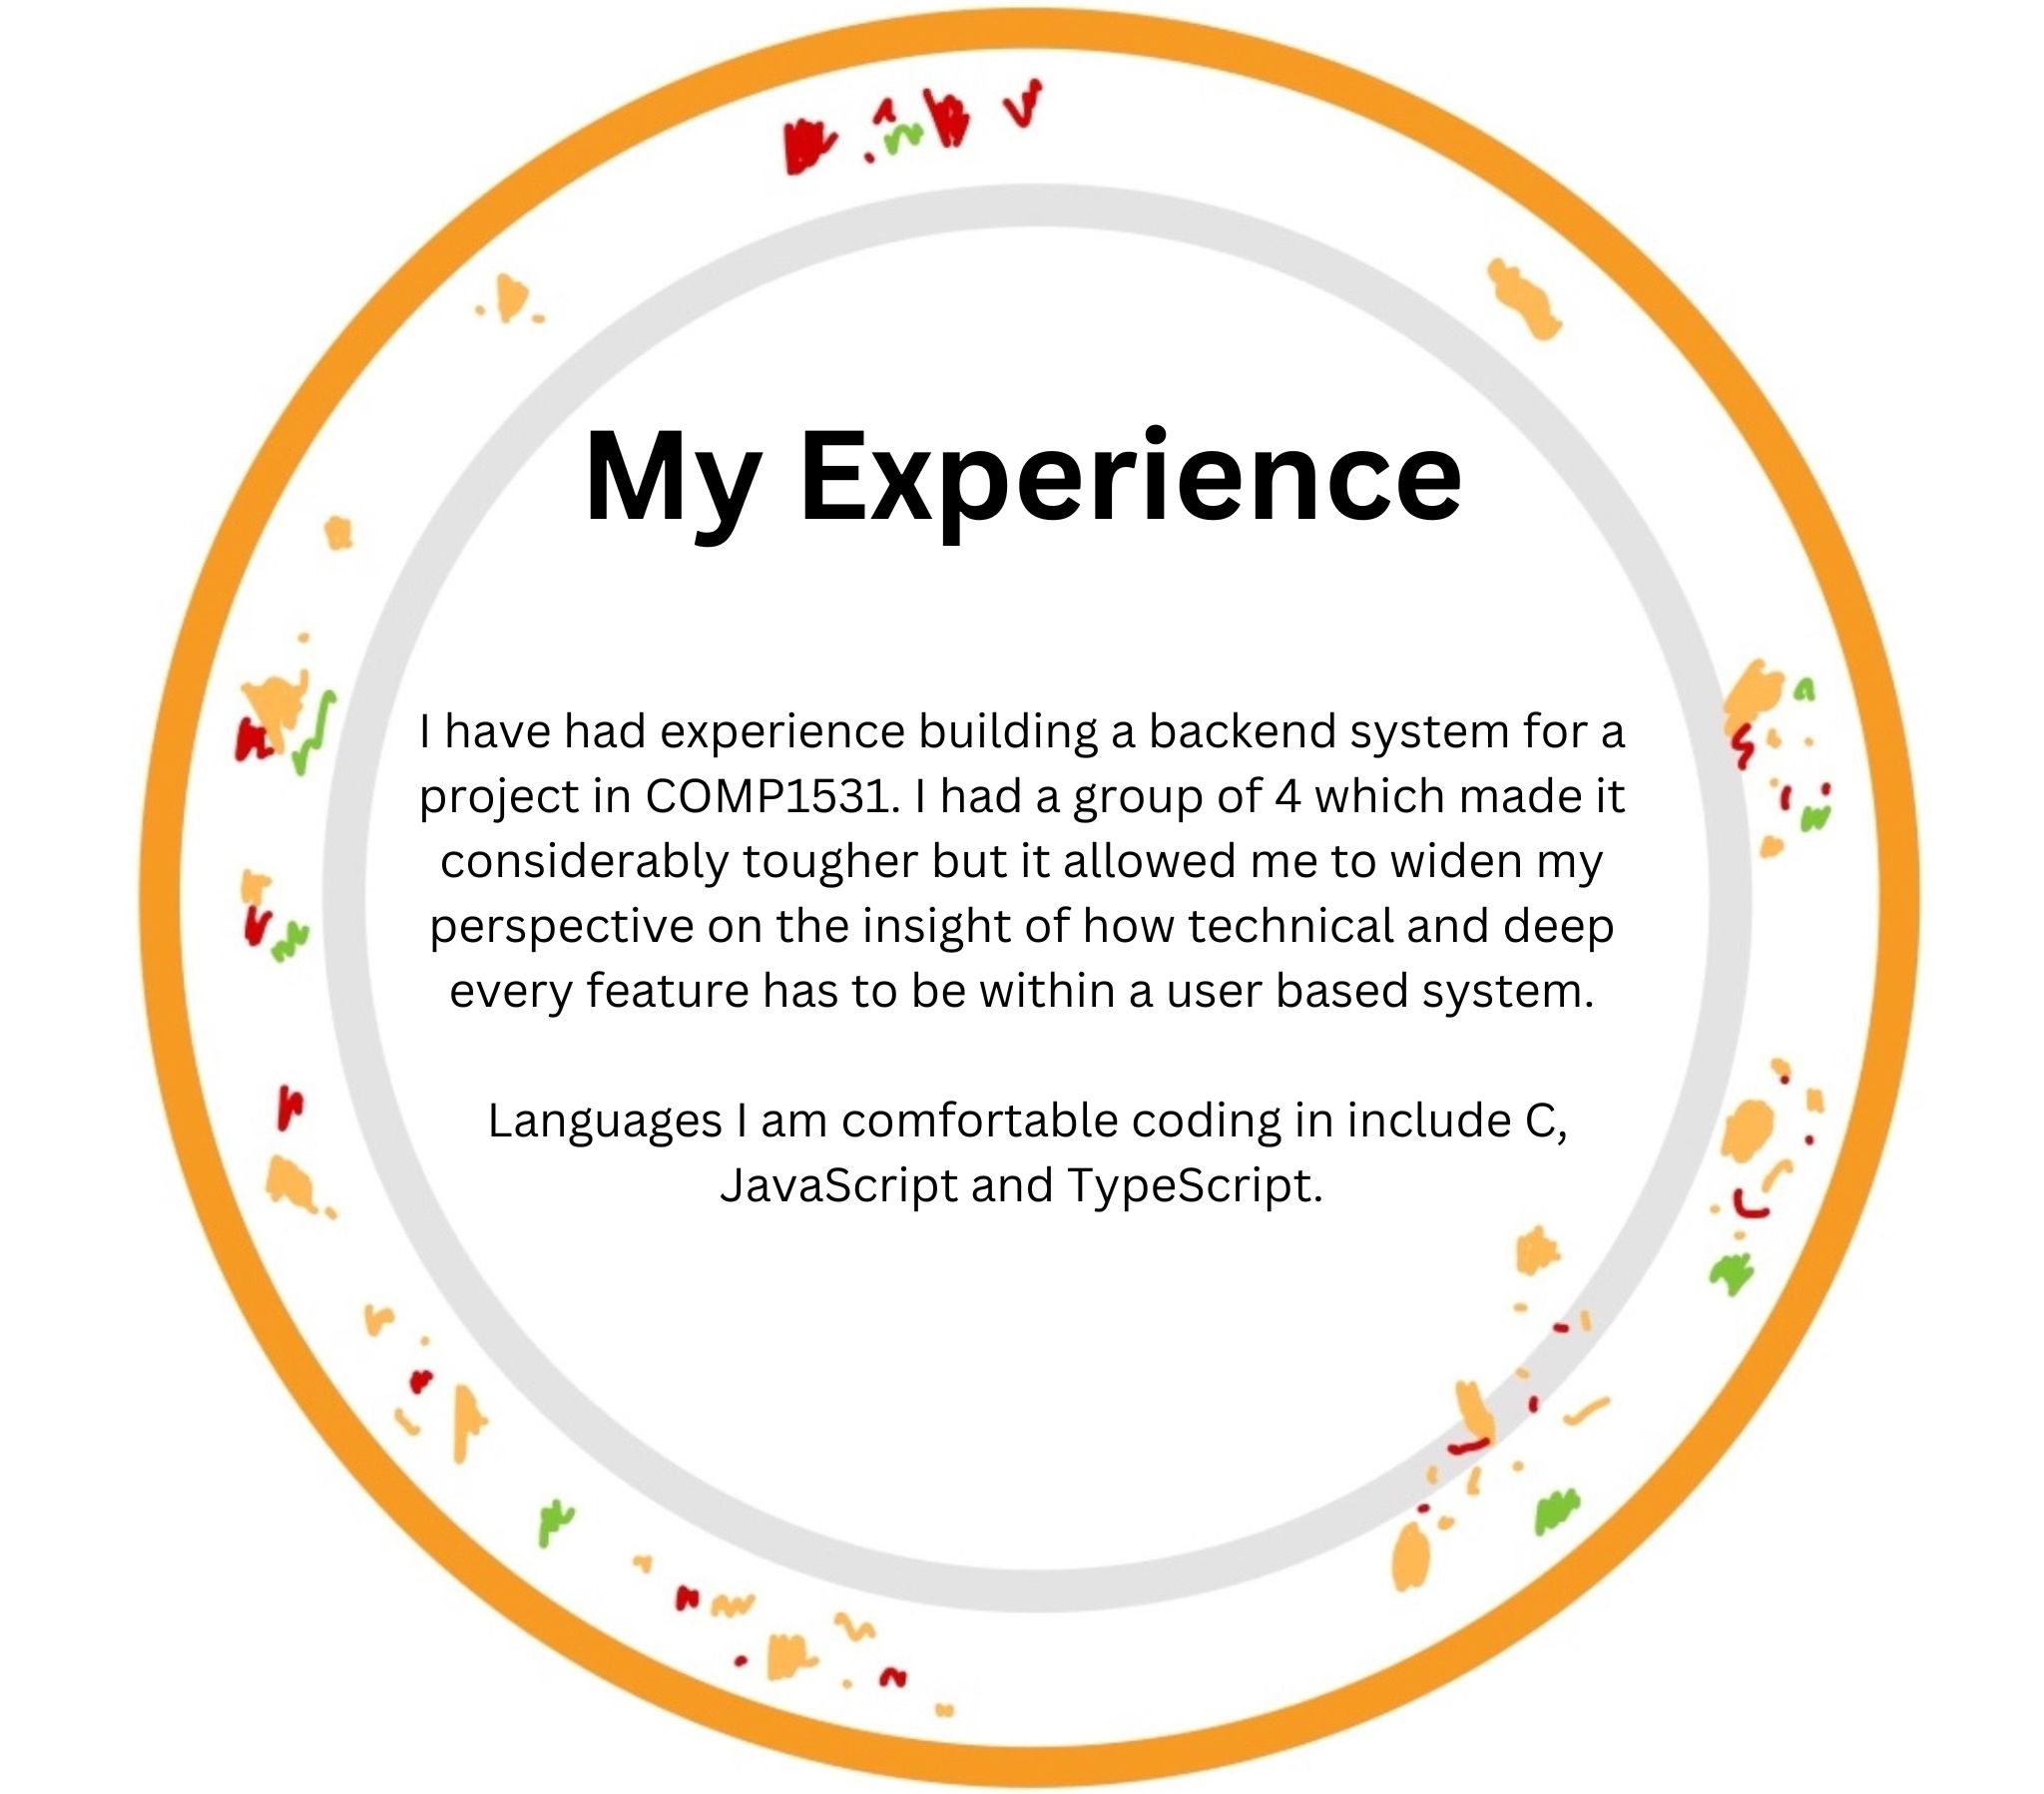 My Experience
I have had experience building a backend system for a
project in COMP1531. I had a group of 4 which made it
considerably tougher but it allowed me to widen my
perspective on the insight of how technical and deep
every feature has to be within a user based system.
Languages I am comfortable coding in include C,
JavaScript and TypeScript.